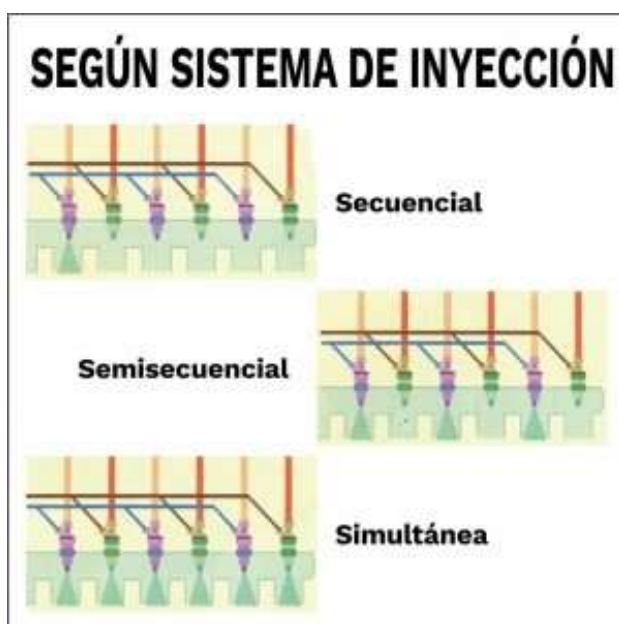 SEGÚN SISTEMA DE INYECCIÓN
Secuencial
Semisecuencial
Simultánea